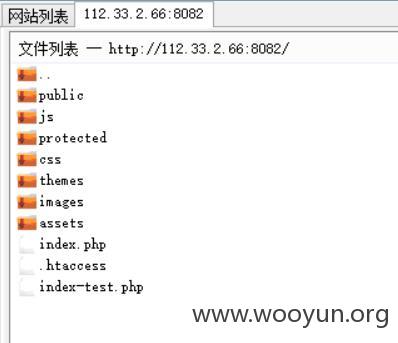 网站列表 112.33.2.66:8082
文件列表 — http://112.33.2.66:8082/
..
public
js
protected
css
themes
images
assets
index.php
.htaccess
index-test.php
www.wooyun.org